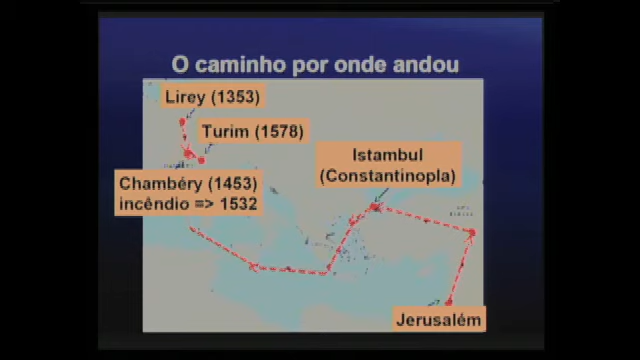 O caminho por onde andou
Lirey (1353)
Turim (1578)
Istambul
(Constantinopla)
Chambéry (1453)
incêndio => 1532
Jerusalém